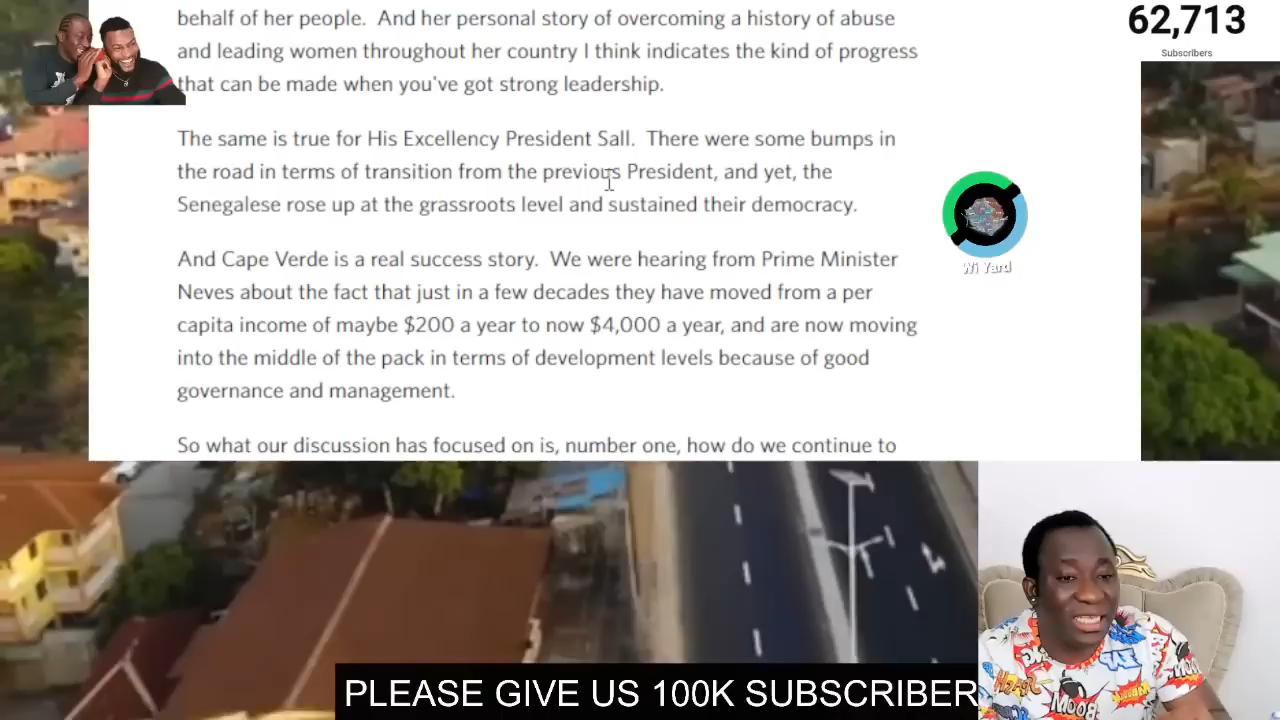 behalf of her people. And her personal story of overcoming a history of abuse
and leading women throughout her country I think indicates the kind of progress
that can be made when you've got strong leadership.
The same is true for His Excellency President Sall. There were some bumps in
the road in terms of transition from the previous President, and yet, the
Senegalese rose up at the grassroots level and sustained their democracy.
And Cape Verde is a real success story. We were hearing from Prime Minister
Neves about the fact that just in a few decades they have moved from a per
capita income of maybe $200 a year to now $4,000 a year, and are now moving
into the middle of the pack in terms of development levels because of good
governance and management.
So what our discussion has focused on is, number one, how do we continue to
62,713
Subscribers
Wi Yard
PLEASE GIVE US 100K SUBSCRIBER